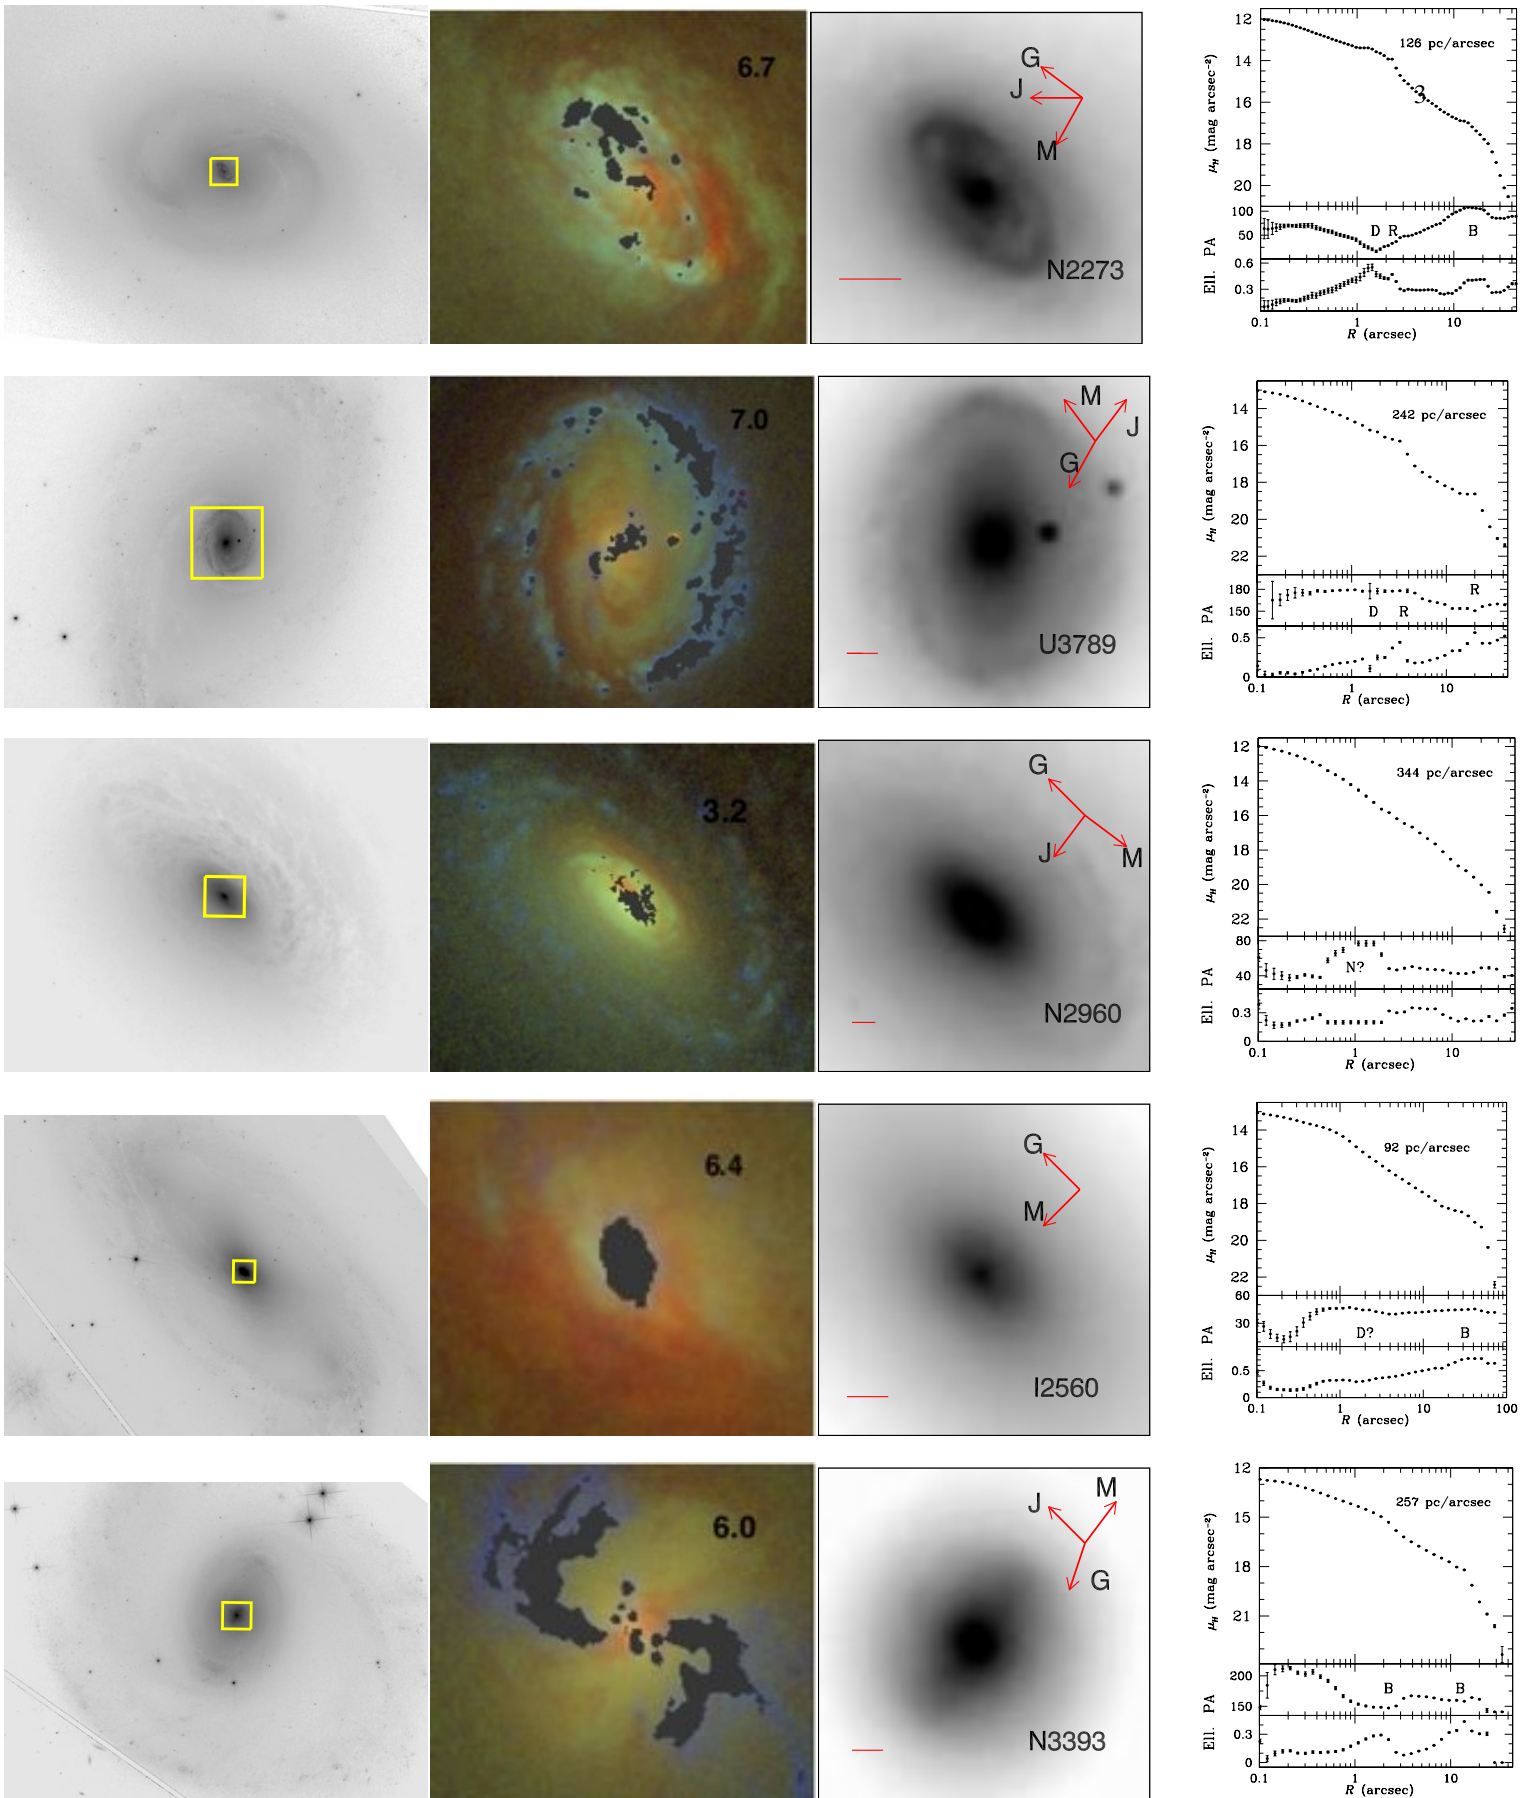 6.7
G
J
M
N2273
12
14
16
18
20
μH (mag arcsec−2)
126 pc/arcsec
3
100
50
PA
D R B
0.6
0.3
Ell.
0.1 1 10
R (arcsec)
7.0
M
J
G
U3789
14
16
18
20
22
μH (mag arcsec−2)
242 pc/arcsec
180
150
PA
D R R
0.5
0
Ell.
0.1 1 10
R (arcsec)
3.2
G
J
M
N2960
12
14
16
18
20
22
μH (mag arcsec−2)
344 pc/arcsec
80
40
PA
N?
0.3
0
Ell.
0.1 1 10
R (arcsec)
6.4
G
M
I2560
14
16
18
20
22
μH (mag arcsec−2)
92 pc/arcsec
60
30
PA
D? B
0.5
0
Ell.
0.1 1 10 100
R (arcsec)
6.0
J
M
G
N3393
12
15
18
21
μH (mag arcsec−2)
257 pc/arcsec
200
150
PA
B B
0.3
0
Ell.
0.1 1 10
R (arcsec)